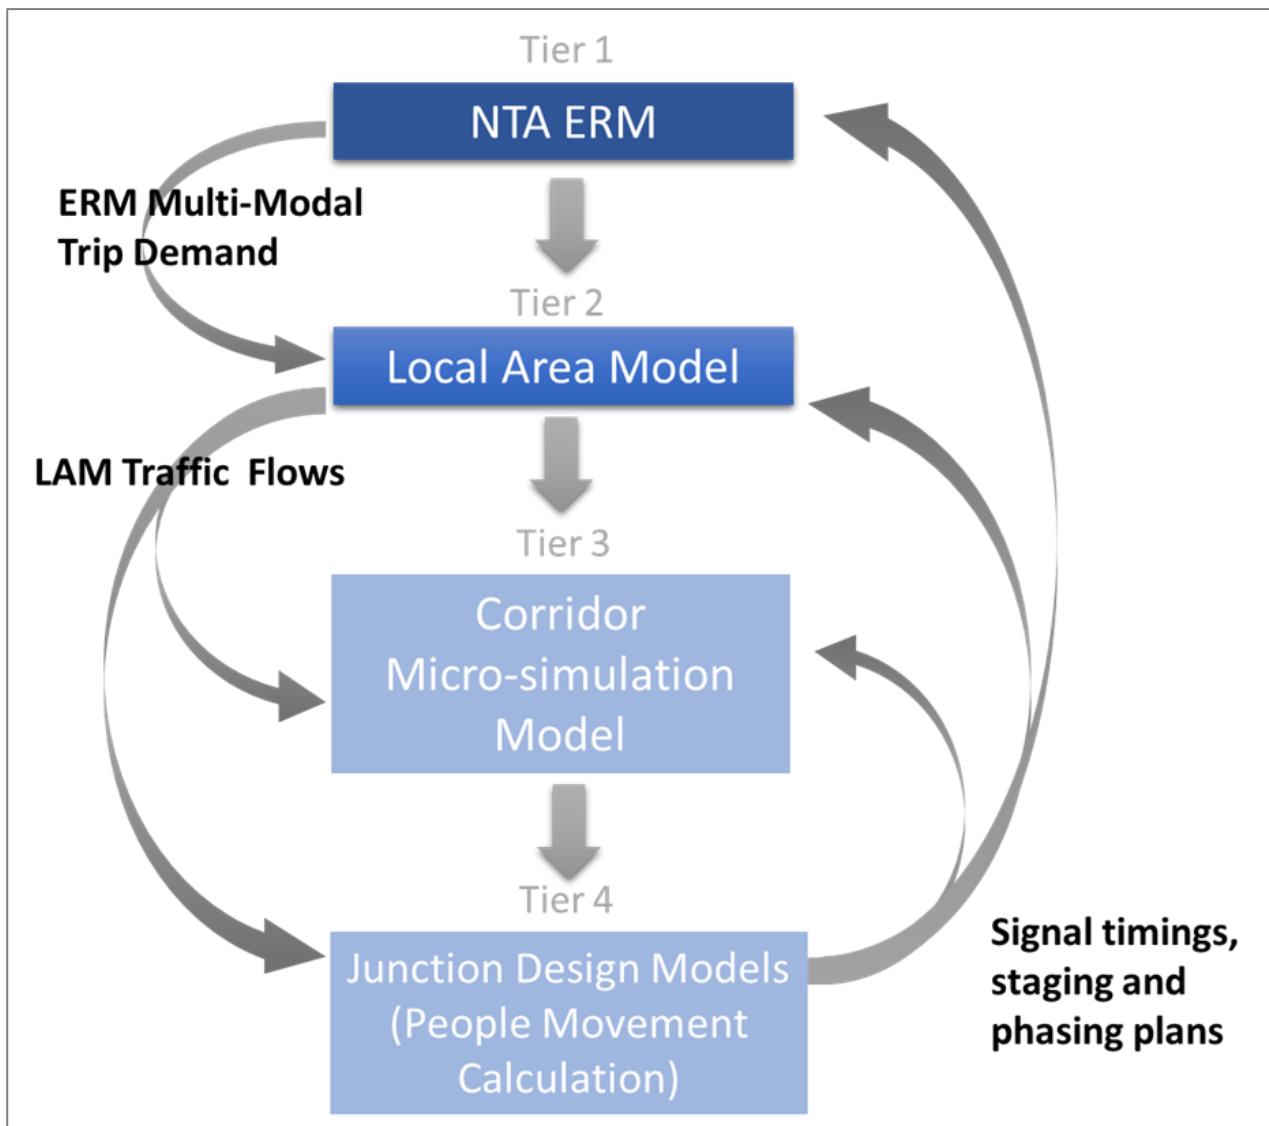 Tier 1
NTA ERM
ERM Multi-Modal
Trip Demand
Tier 2
Local Area Model
LAM Traffic  Flows
Tier 3
Corridor
Micro-simulation
Model
Tier 4
Junction Design Models
(People Movement
Calculation)
Signal timings,
staging and
phasing plans